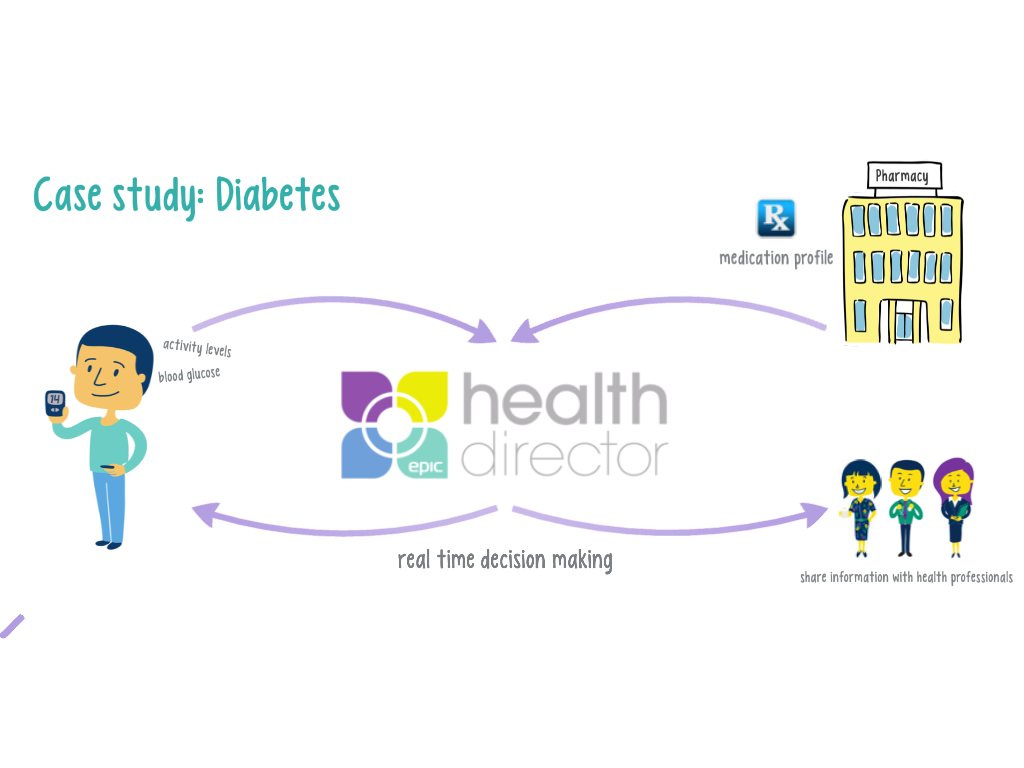 Case study: Diabetes
Pharmacy
Rx
medication profile
activity levels
blood glucose
14
health
director
epic
real time decision making
share information with health professionals